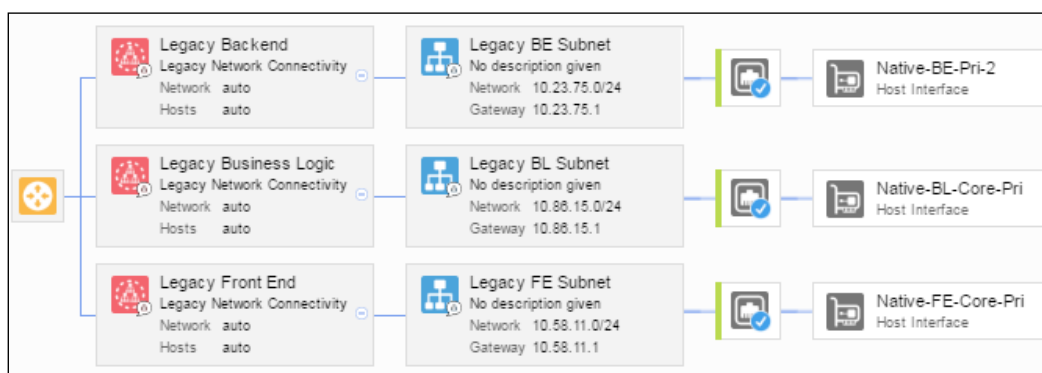 Legacy Backend
Legacy Network Connectivity
Network auto
Hosts auto
Legacy BE Subnet
No description given
Network 10.23.75.0/24
Gateway 10.23.75.1
Native-BE-Pri-2
Host Interface
Legacy Business Logic
Legacy Network Connectivity
Network auto
Hosts auto
Legacy BL Subnet
No description given
Network 10.86.15.0/24
Gateway 10.86.15.1
Native-BL-Core-Pri
Host Interface
Legacy Front End
Legacy Network Connectivity
Network auto
Hosts auto
Legacy FE Subnet
No description given
Network 10.58.11.0/24
Gateway 10.58.11.1
Native-FE-Core-Pri
Host Interface